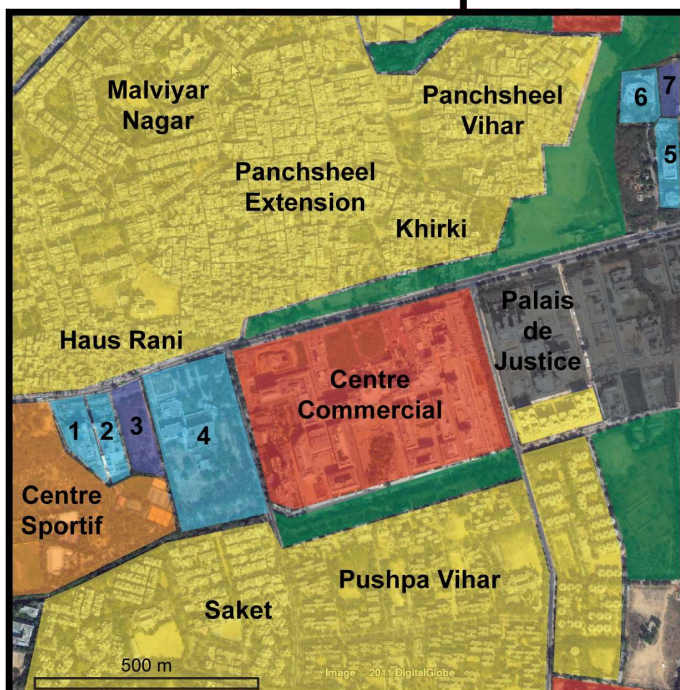 Malviyar
Nagar
Panchsheel
Vihar
6
7
5
Panchsheel
Extension
Khirki
Palais
de
Justice
Haus Rani
Centre
Commercial
1
2
3
4
Centre
Sportif
Pushpa Vihar
Saket
500 m
Image © 2011 DigitalGlobe